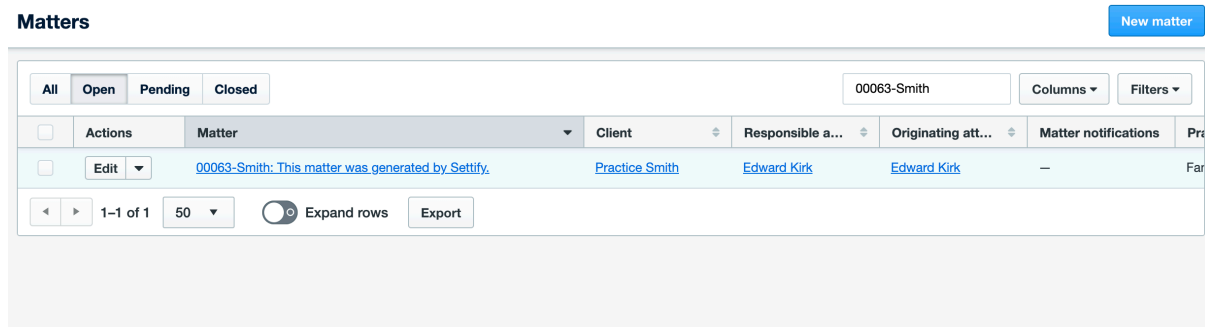 Matters
New matter
All Open Pending Closed
00063-Smith
Columns
Filters
Actions Matter Client Responsible a... Originating att... Matter notifications Pra
Edit 00063-Smith: This matter was generated by Settify. Practice Smith Edward Kirk Edward Kirk — Far
1–1 of 1 50 Expand rows Export